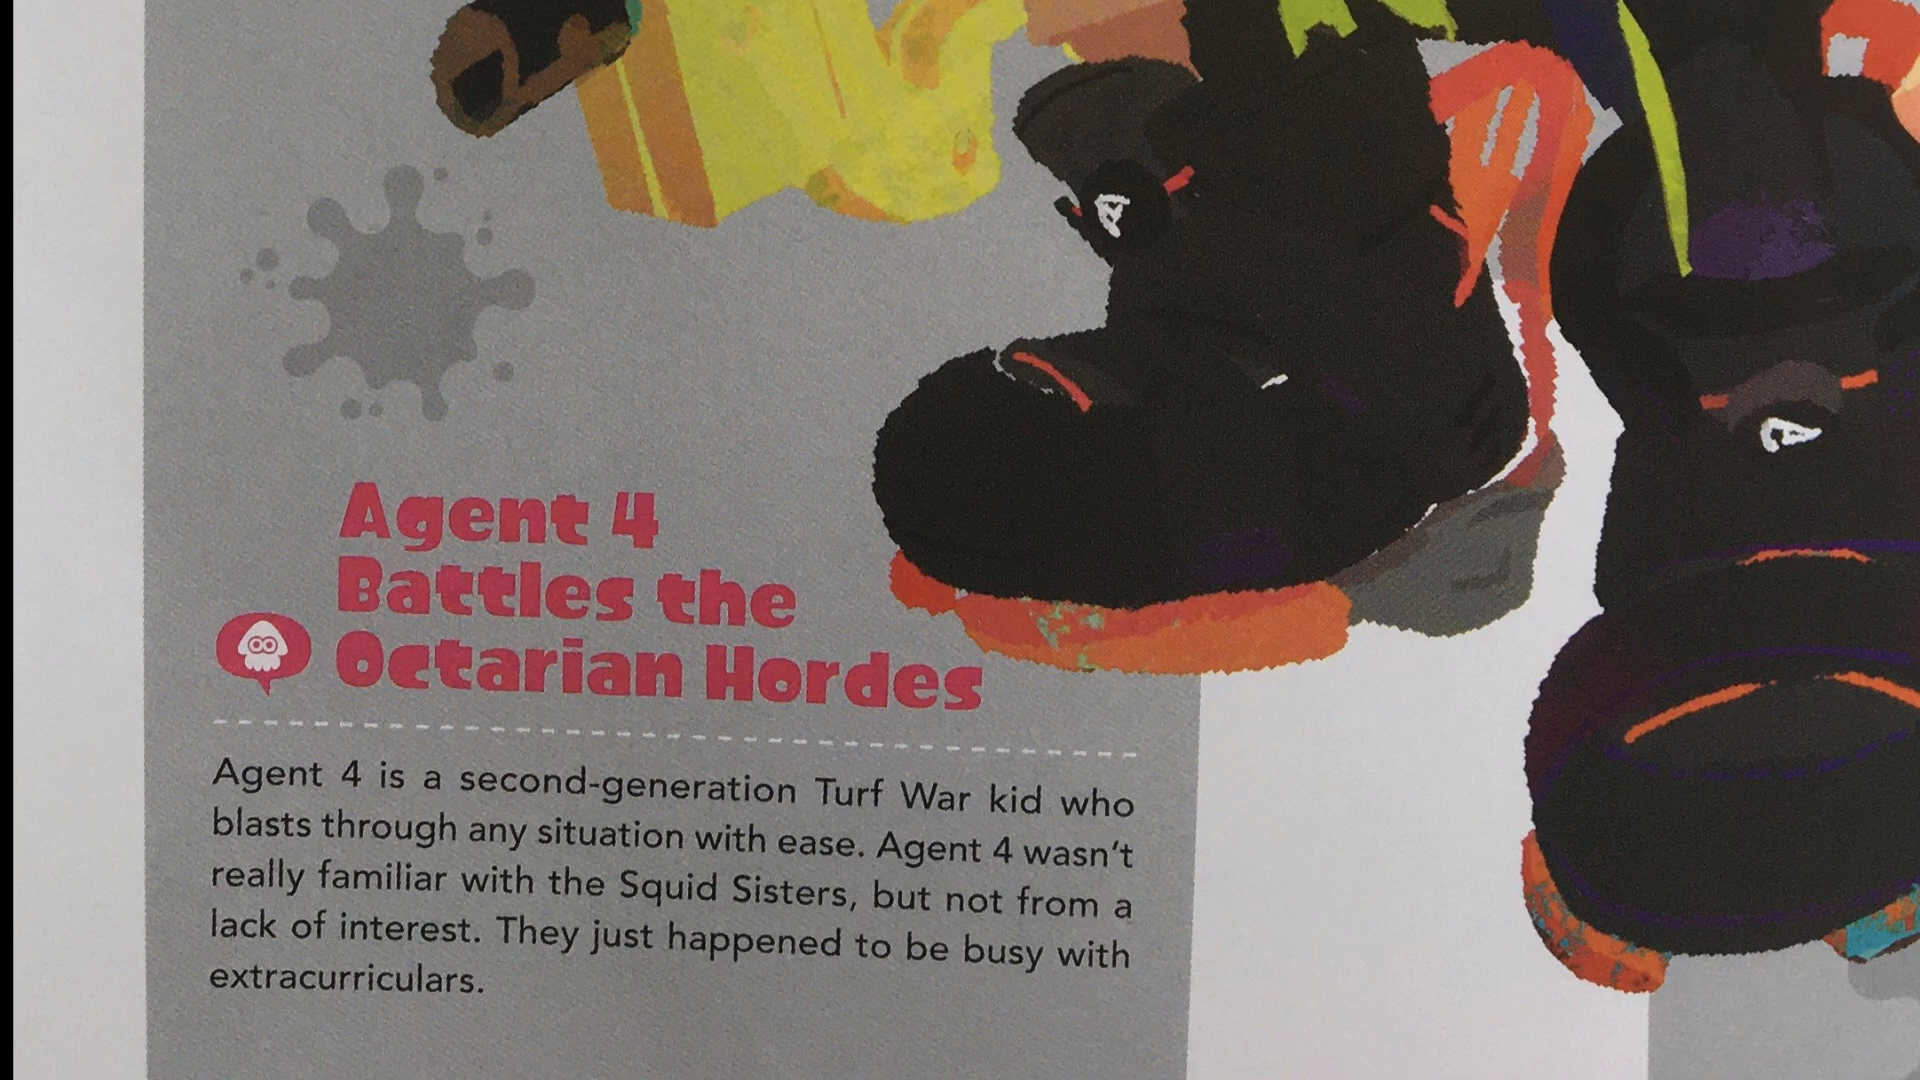 Agent 4
Battles the
Octarian Hordes
Agent 4 is a second-generation Turf War kid who
blasts through any situation with ease. Agent 4 wasn't
really familiar with the Squid Sisters, but not from a
lack of interest. They just happened to be busy with
extracurriculars.